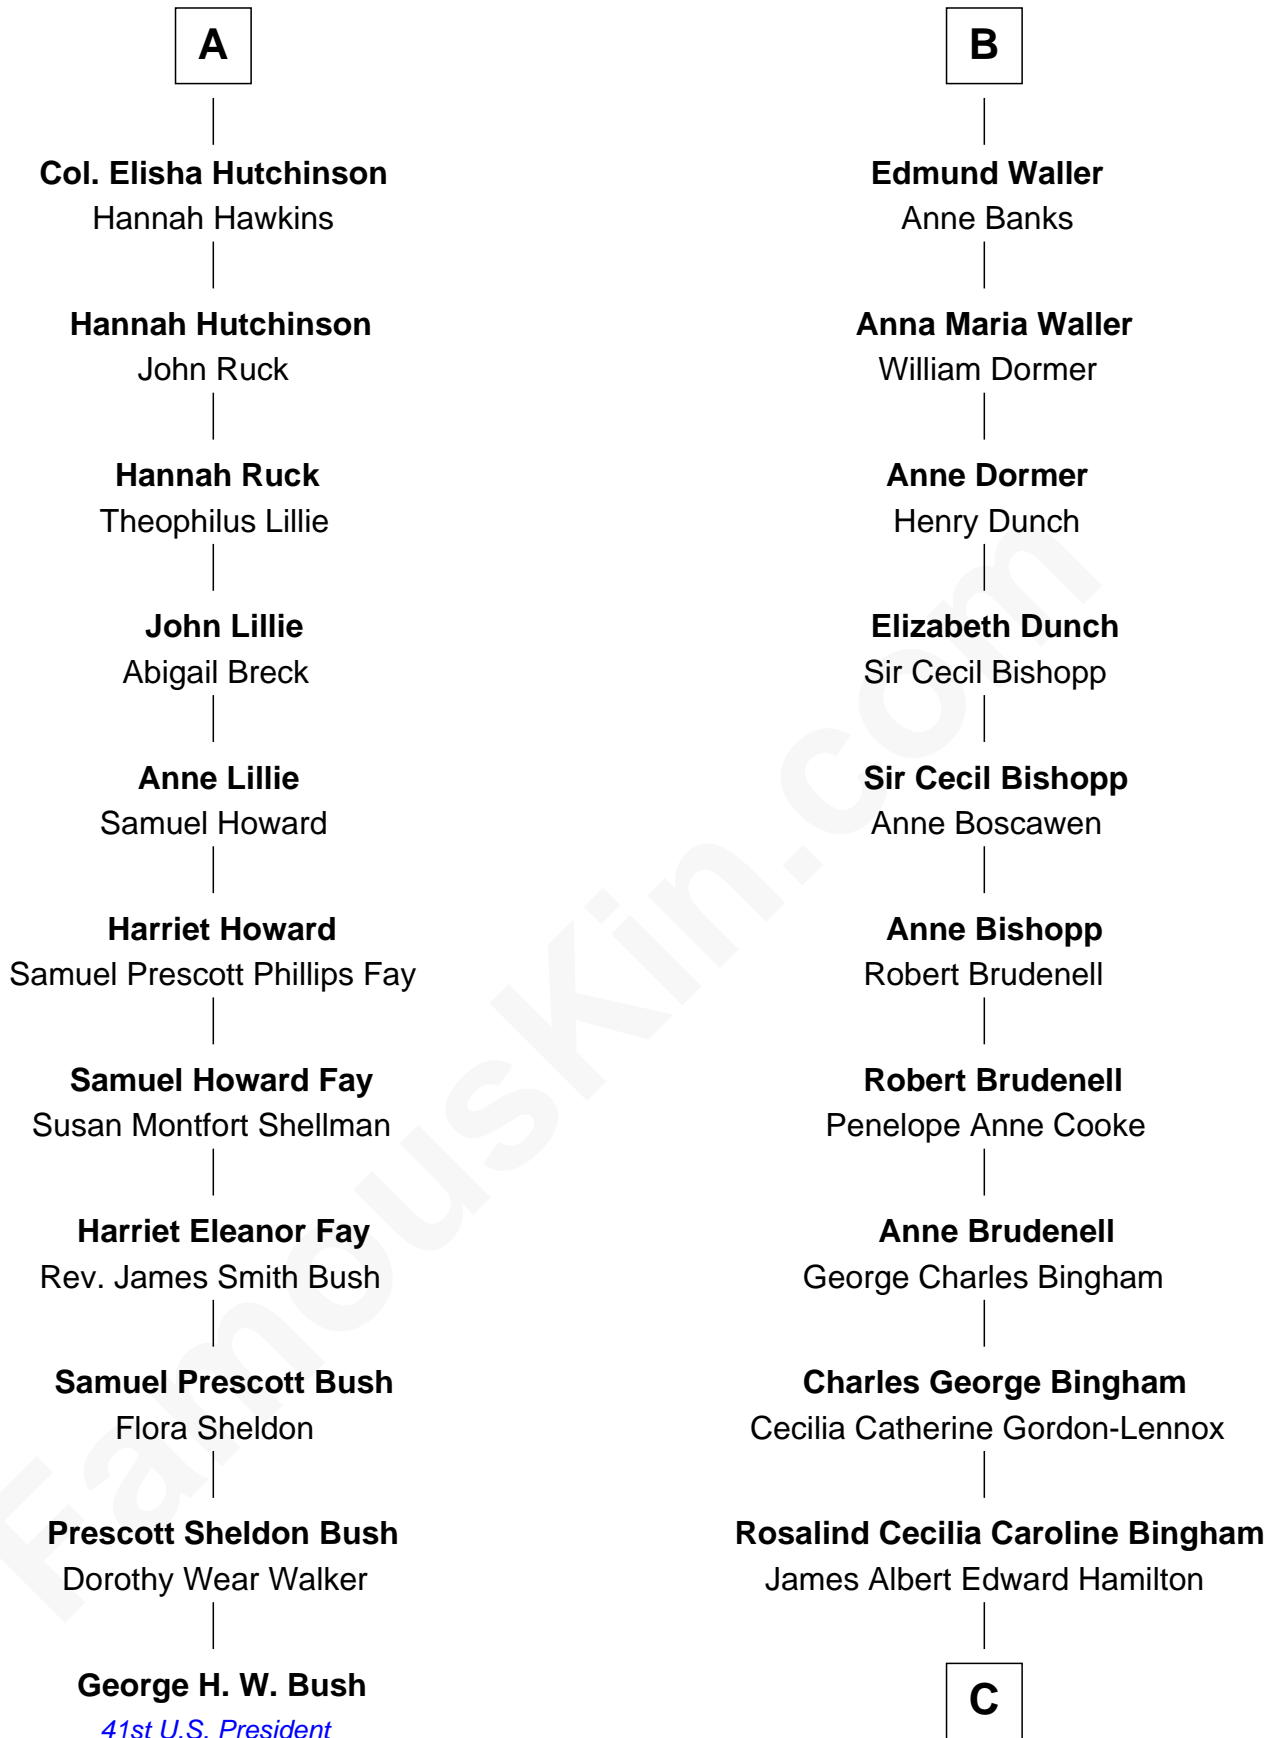 A
Col. Elisha Hutchinson
Hannah Hawkins
Hannah Hutchinson
John Ruck
Hannah Ruck
Theophilus Lillie
John Lillie
Abigail Breck
Anne Lillie
Samuel Howard
Harriet Howard
Samuel Prescott Phillips Fay
Samuel Howard Fay
Susan Montfort Shellman
Harriet Eleanor Fay
Rev. James Smith Bush
Samuel Prescott Bush
Flora Sheldon
Prescott Sheldon Bush
Dorothy Wear Walker
George H. W. Bush
41st U.S. President
B
Edmund Waller
Anne Banks
Anna Maria Waller
William Dormer
Anne Dormer
Henry Dunch
Elizabeth Dunch
Sir Cecil Bishopp
Sir Cecil Bishopp
Anne Boscawen
Anne Bishopp
Robert Brudenell
Robert Brudenell
Penelope Anne Cooke
Anne Brudenell
George Charles Bingham
Charles George Bingham
Cecilia Catherine Gordon-Lennox
Rosalind Cecilia Caroline Bingham
James Albert Edward Hamilton
C
FamousKin.com